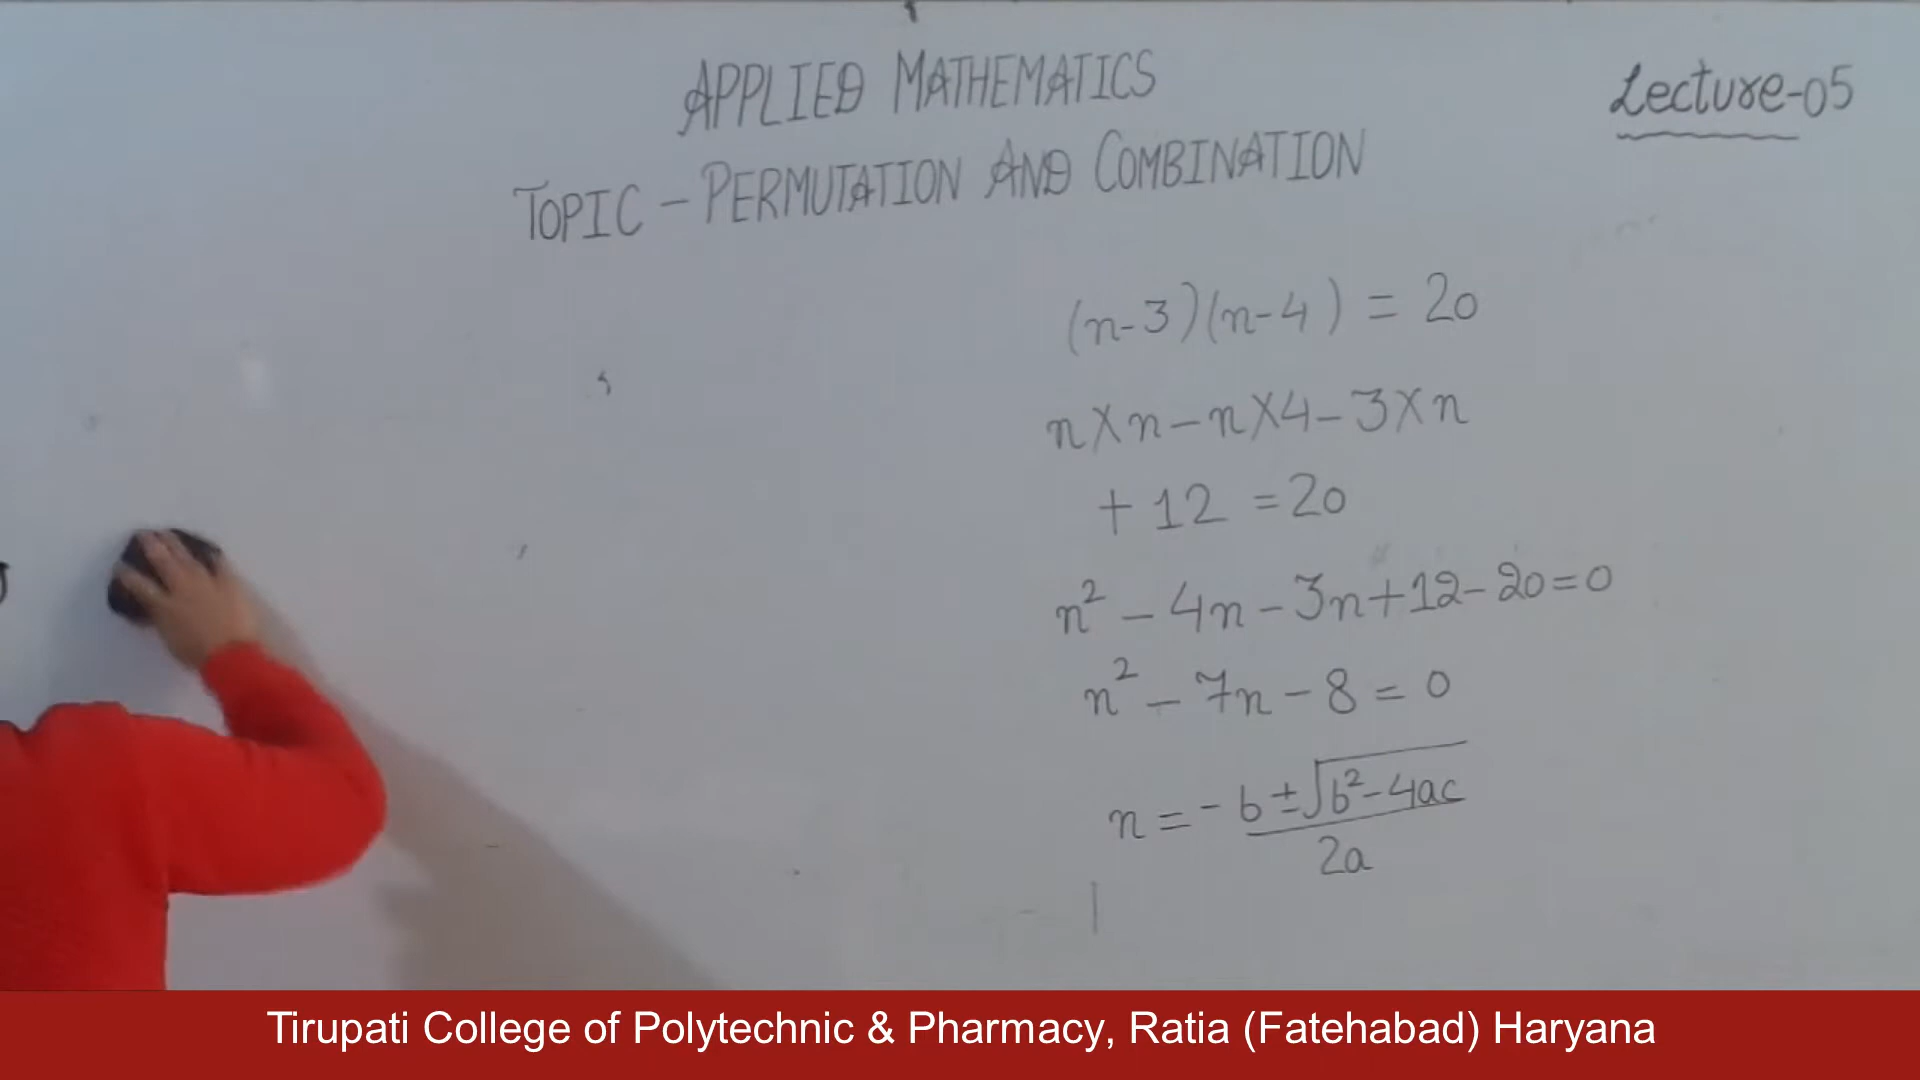 APPLIED MATHEMATICS
Lecture-05
TOPIC - PERMUTATION AND COMBINATION
(n-3)(n-4) = 20
n×n-n×4-3×n
+ 12 = 20
n² - 4n - 3n+12-20=0
n² - 7n - 8 = 0
n = - b ± √b²-4ac
2a
Tirupati College of Polytechnic & Pharmacy, Ratia (Fatehabad) Haryana